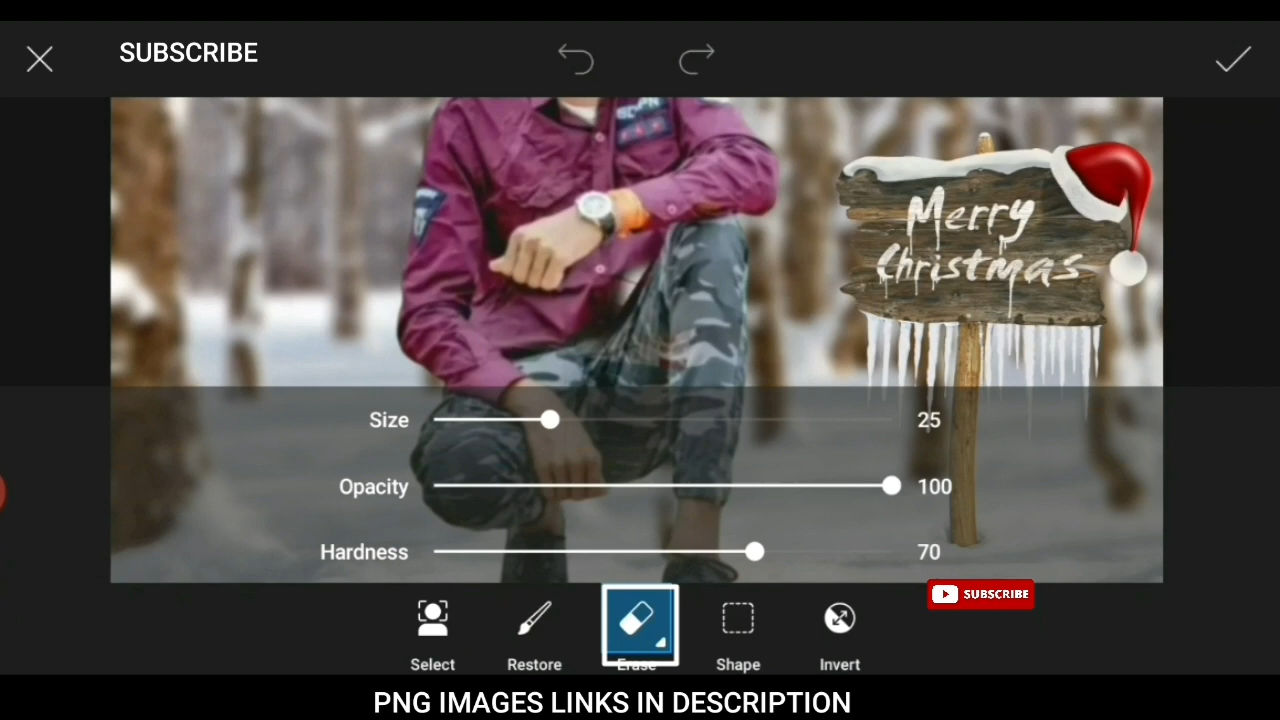 SUBSCRIBE
Merry
Christmas
Size 25
Opacity 100
Hardness 70
SUBSCRIBE
Select Restore Erase Shape Invert
PNG IMAGES LINKS IN DESCRIPTION